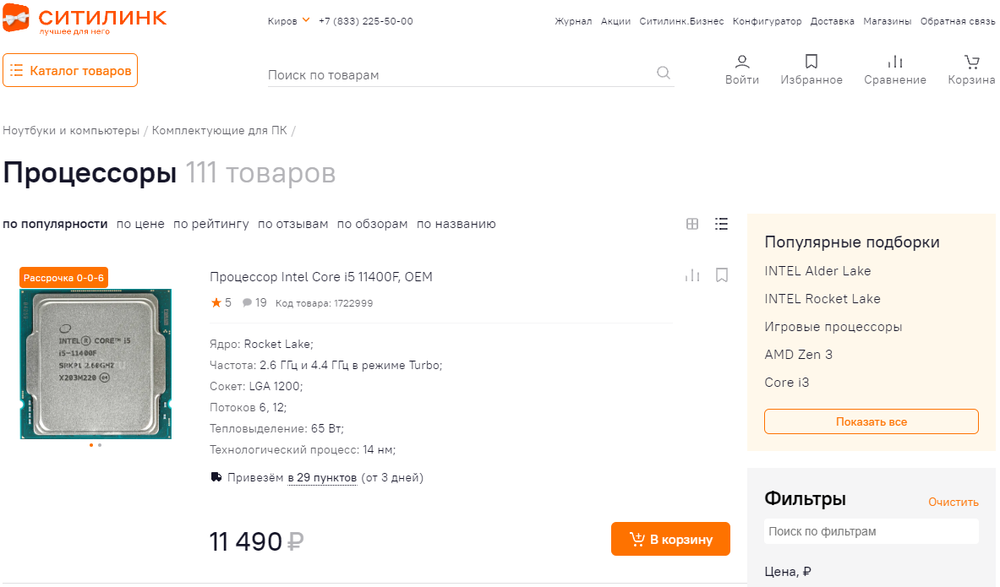 СИТИЛИНК
лучшее для него
Киров +7 (833) 225-50-00
Журнал Акции Ситилинк.Бизнес Конфигуратор Доставка Магазины Обратная связь
Каталог товаров
Поиск по товарам
Войти Избранное Сравнение Корзина
Ноутбуки и компьютеры / Комплектующие для ПК /
Процессоры 111 товаров
по популярности по цене по рейтингу по отзывам по обзорам по названию
Рассрочка 0-0-6
INTEL® CORE™ i5
i5-11400F
SRKP1 2.60GHZ
X203M220 e4
Процессор Intel Core i5 11400F, OEM
5 19 Код товара: 1722999
Ядро: Rocket Lake;
Частота: 2.6 ГГц и 4.4 ГГц в режиме Turbo;
Сокет: LGA 1200;
Потоков 6, 12;
Тепловыделение: 65 Вт;
Технологический процесс: 14 нм;
Привезём в 29 пунктов (от 3 дней)
11 490 ₽
В корзину
Популярные подборки
INTEL Alder Lake
INTEL Rocket Lake
Игровые процессоры
AMD Zen 3
Core i3
Показать все
Фильтры Очистить
Поиск по фильтрам
Цена, ₽